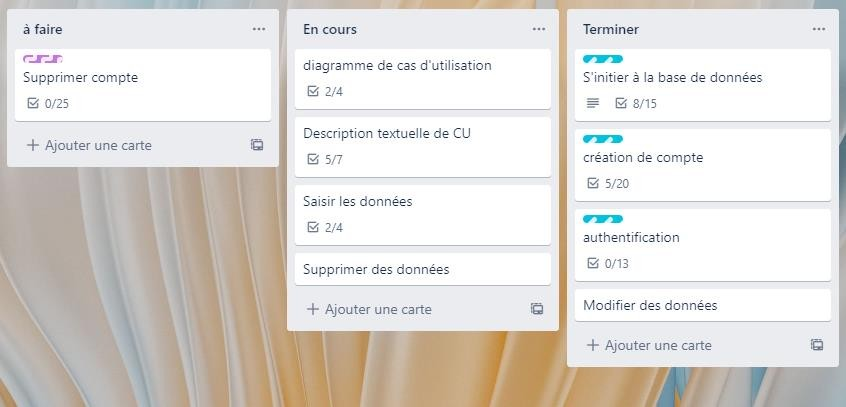 à faire
Supprimer compte
0/25
Ajouter une carte
En cours
diagramme de cas d'utilisation
2/4
Description textuelle de CU
5/7
Saisir les données
2/4
Supprimer des données
Ajouter une carte
Terminer
S'initier à la base de données
8/15
création de compte
5/20
authentification
0/13
Modifier des données
Ajouter une carte